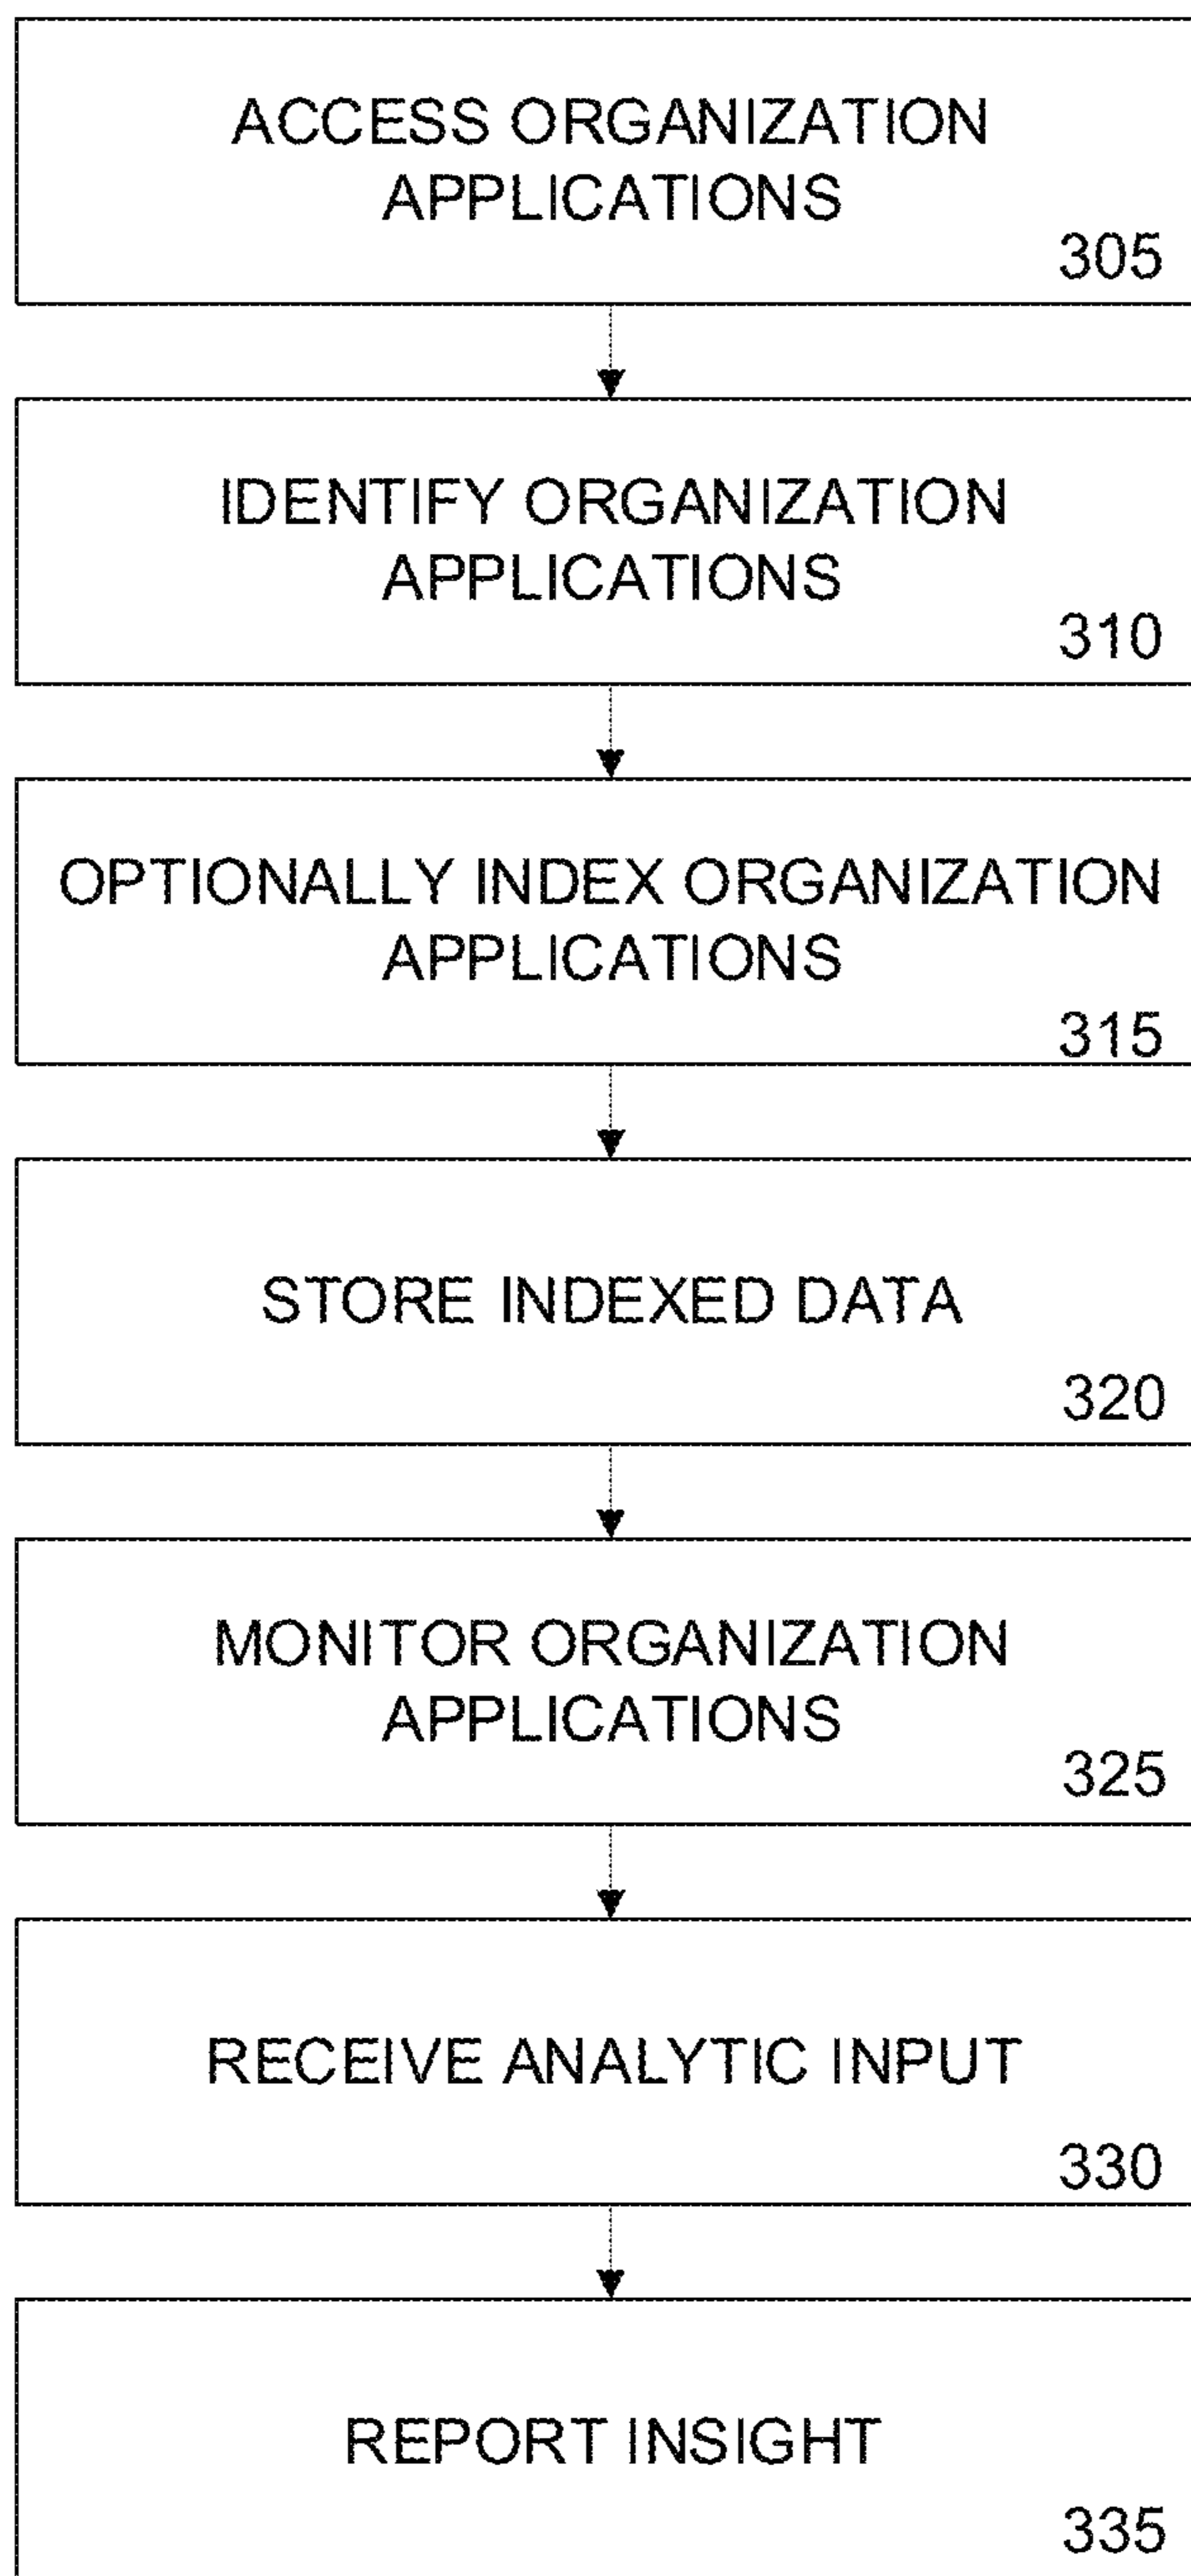 ACCESS ORGANIZATION
APPLICATIONS
305
IDENTIFY ORGANIZATION
APPLICATIONS
310
OPTIONALLY INDEX ORGANIZATION
APPLICATIONS
315
STORE INDEXED DATA
320
MONITOR ORGANIZATION
APPLICATIONS
325
RECEIVE ANALYTIC INPUT
330
REPORT INSIGHT
335